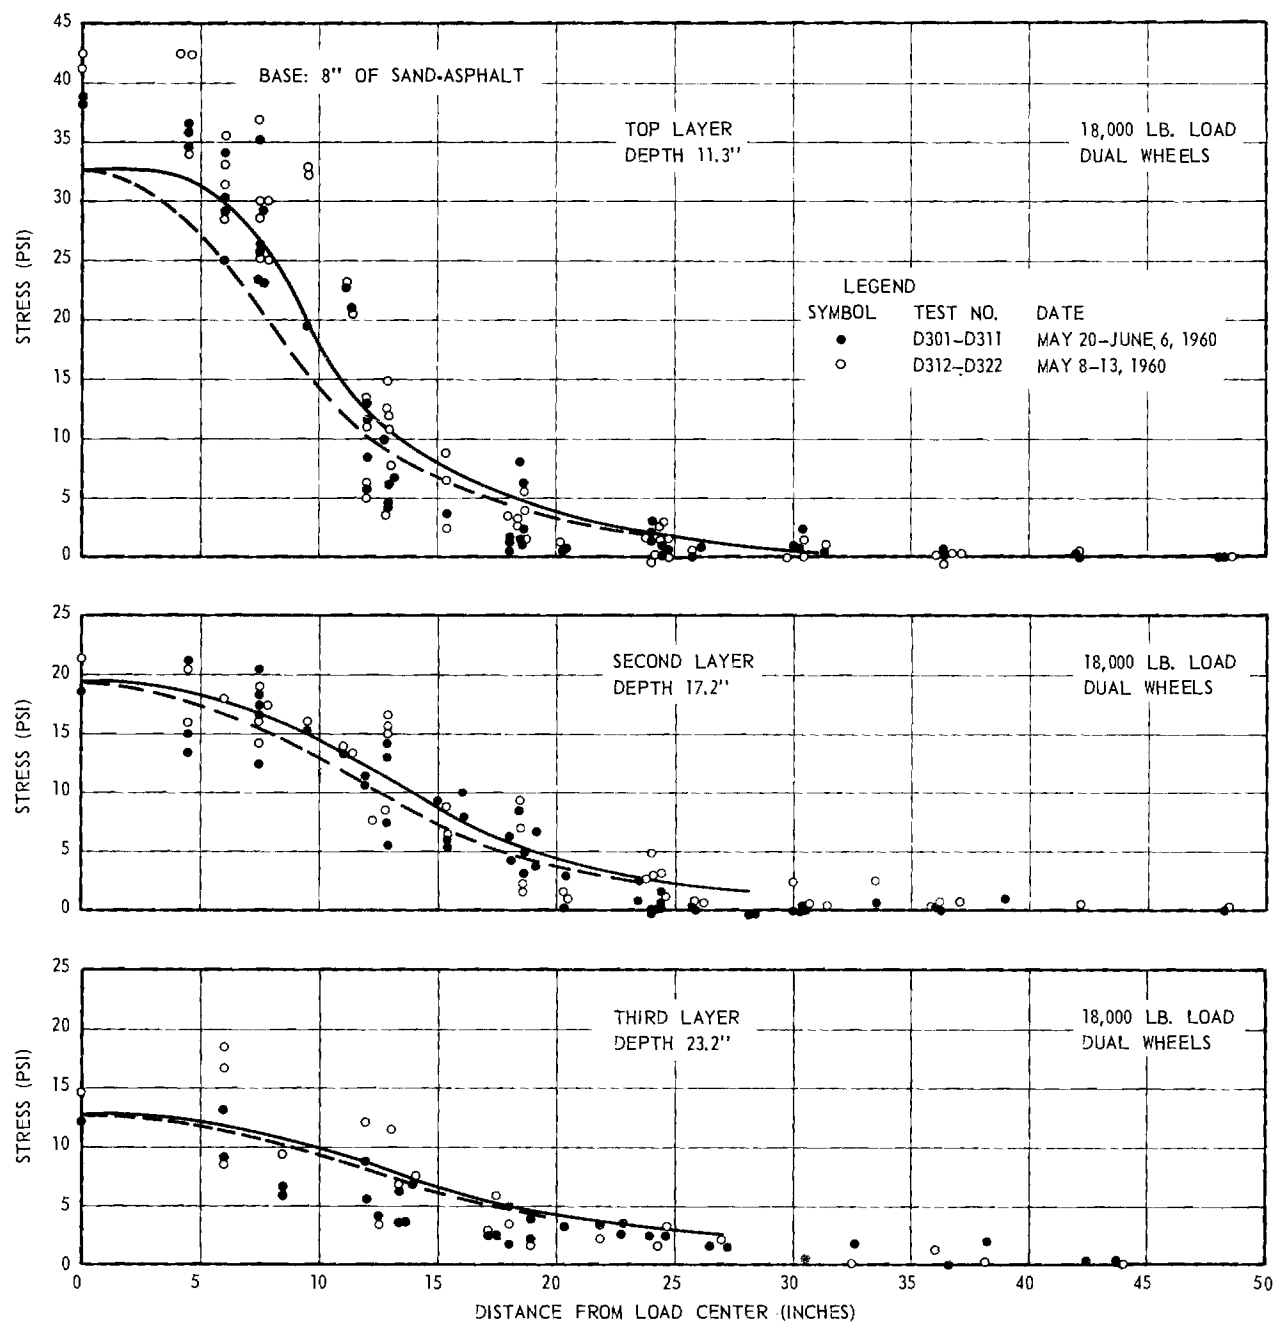 45
40
35
30
25
20
15
10
5
0
STRESS (PSI)
BASE: 8" OF SAND-ASPHALT
TOP LAYER
DEPTH 11.3"
18,000 LB. LOAD
DUAL WHEELS
LEGEND
SYMBOL TEST NO. DATE
● D301-D311 MAY 20-JUNE 6, 1960
○ D312-D322 MAY 8-13, 1960
25
20
15
10
5
0
STRESS (PSI)
SECOND LAYER
DEPTH 17.2"
18,000 LB. LOAD
DUAL WHEELS
25
20
15
10
5
0
STRESS (PSI)
THIRD LAYER
DEPTH 23.2"
18,000 LB. LOAD
DUAL WHEELS
0 5 10 15 20 25 30 35 40 45 50
DISTANCE FROM LOAD CENTER (INCHES)